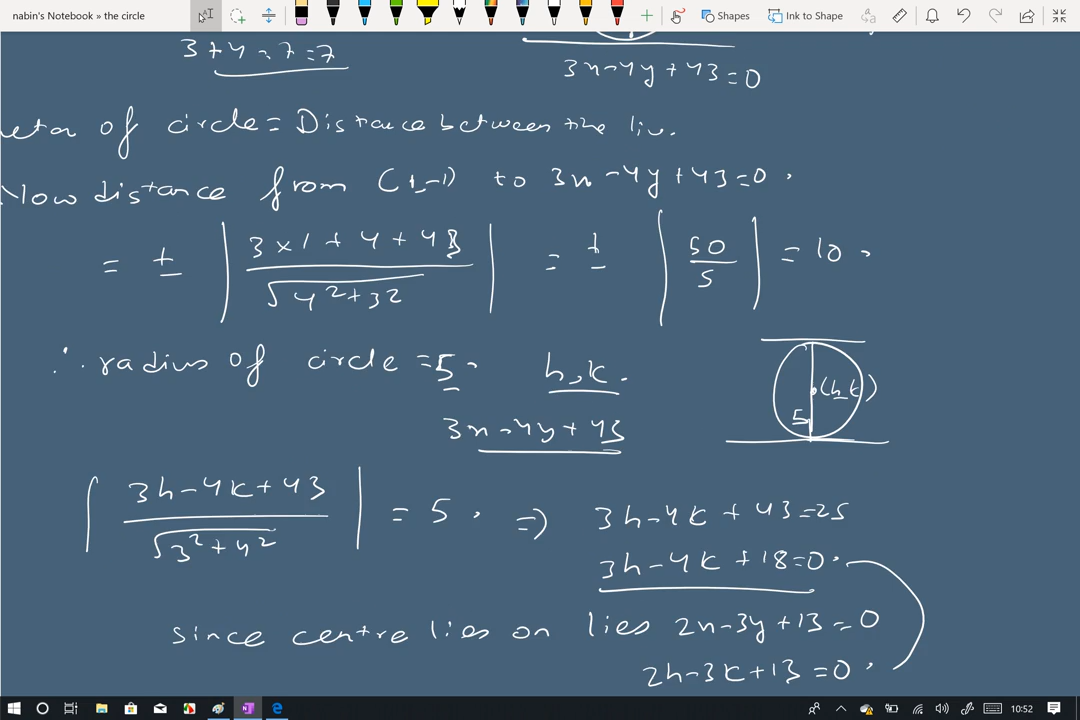 nabin's Notebook » the circle
Shapes
Ink to Shape
3+4=7=7
3x-4y+43=0
of circle = Distance between the
Now distance from (1,-1) to 3x-4y+43=0.
= ± | 3×1+4+43 / √4²+3² | = ± | 50 / 5 | = 10.
∴ radius of circle = 5. h,k.
(h,k)
5
3x-4y+43
| 3h-4k+43 / √3²+4² | = 5. => 3h-4k+43=25
3h-4k+18=0.
since centre lies on lies 2x-3y+13=0
2h-3k+13=0.
10:52